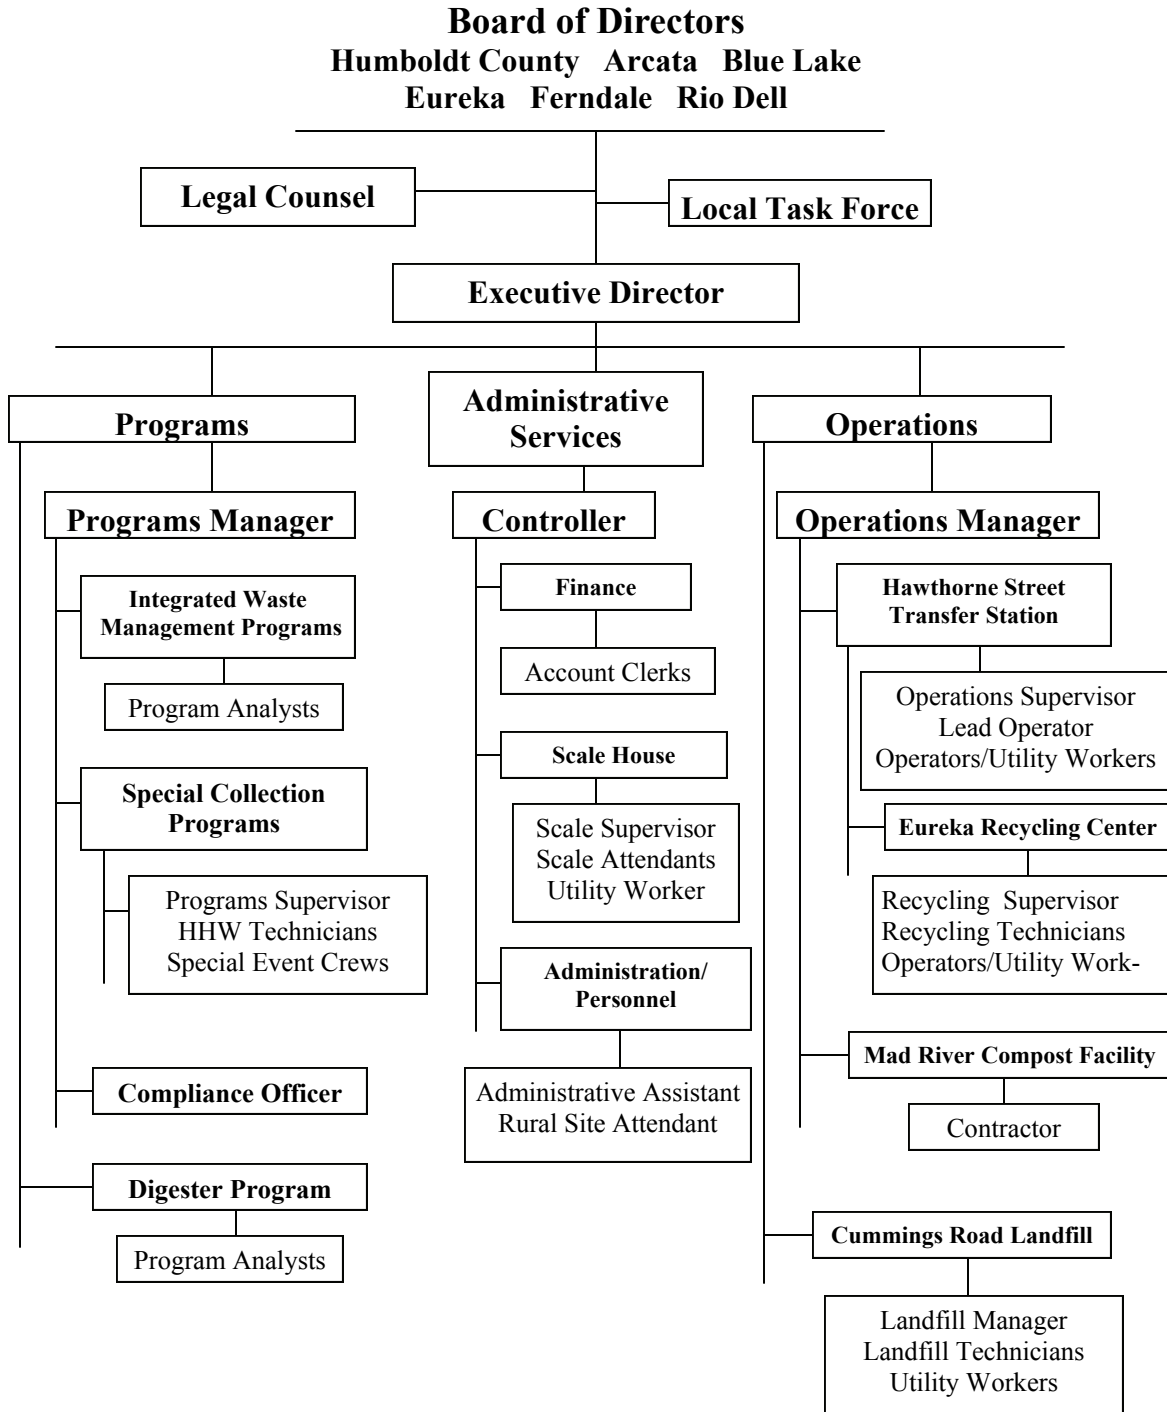 Board of Directors
Humboldt County Arcata Blue Lake
Eureka Ferndale Rio Dell
Legal Counsel
Local Task Force
Executive Director
Programs
Programs Manager
Integrated Waste
Management Programs
Program Analysts
Special Collection
Programs
Programs Supervisor
HHW Technicians
Special Event Crews
Compliance Officer
Digester Program
Program Analysts
Administrative
Services
Controller
Finance
Account Clerks
Scale House
Scale Supervisor
Scale Attendants
Utility Worker
Administration/
Personnel
Administrative Assistant
Rural Site Attendant
Operations
Operations Manager
Hawthorne Street
Transfer Station
Operations Supervisor
Lead Operator
Operators/Utility Workers
Eureka Recycling Center
Recycling Supervisor
Recycling Technicians
Operators/Utility Work-
Mad River Compost Facility
Contractor
Cummings Road Landfill
Landfill Manager
Landfill Technicians
Utility Workers